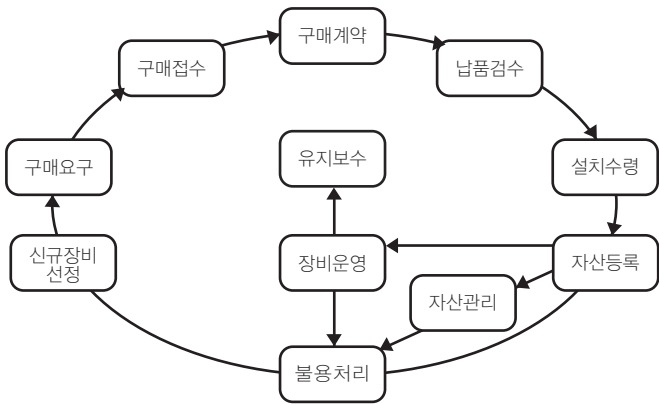 구매계약
구매접수
납품검수
구매요구
유지보수
설치수령
신규장비
선정
장비운영
자산등록
자산관리
불용처리